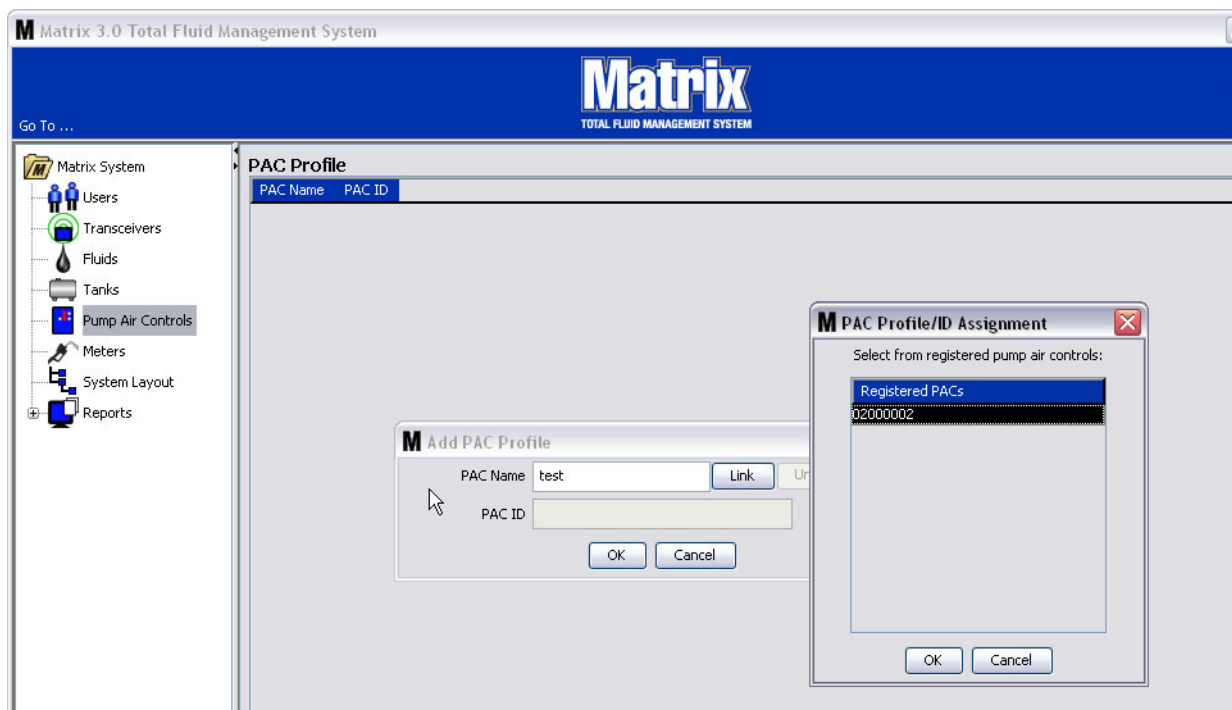 Matrix 3.0 Total Fluid Management System
Matrix
TOTAL FLUID MANAGEMENT SYSTEM
Go To ...
Matrix System
Users
Transceivers
Fluids
Tanks
Pump Air Controls
Meters
System Layout
Reports
PAC Profile
PAC Name PAC ID
Add PAC Profile
PAC Name test Link
PAC ID
OK Cancel
PAC Profile/ID Assignment
Select from registered pump air controls:
Registered PACs
02000002
OK Cancel